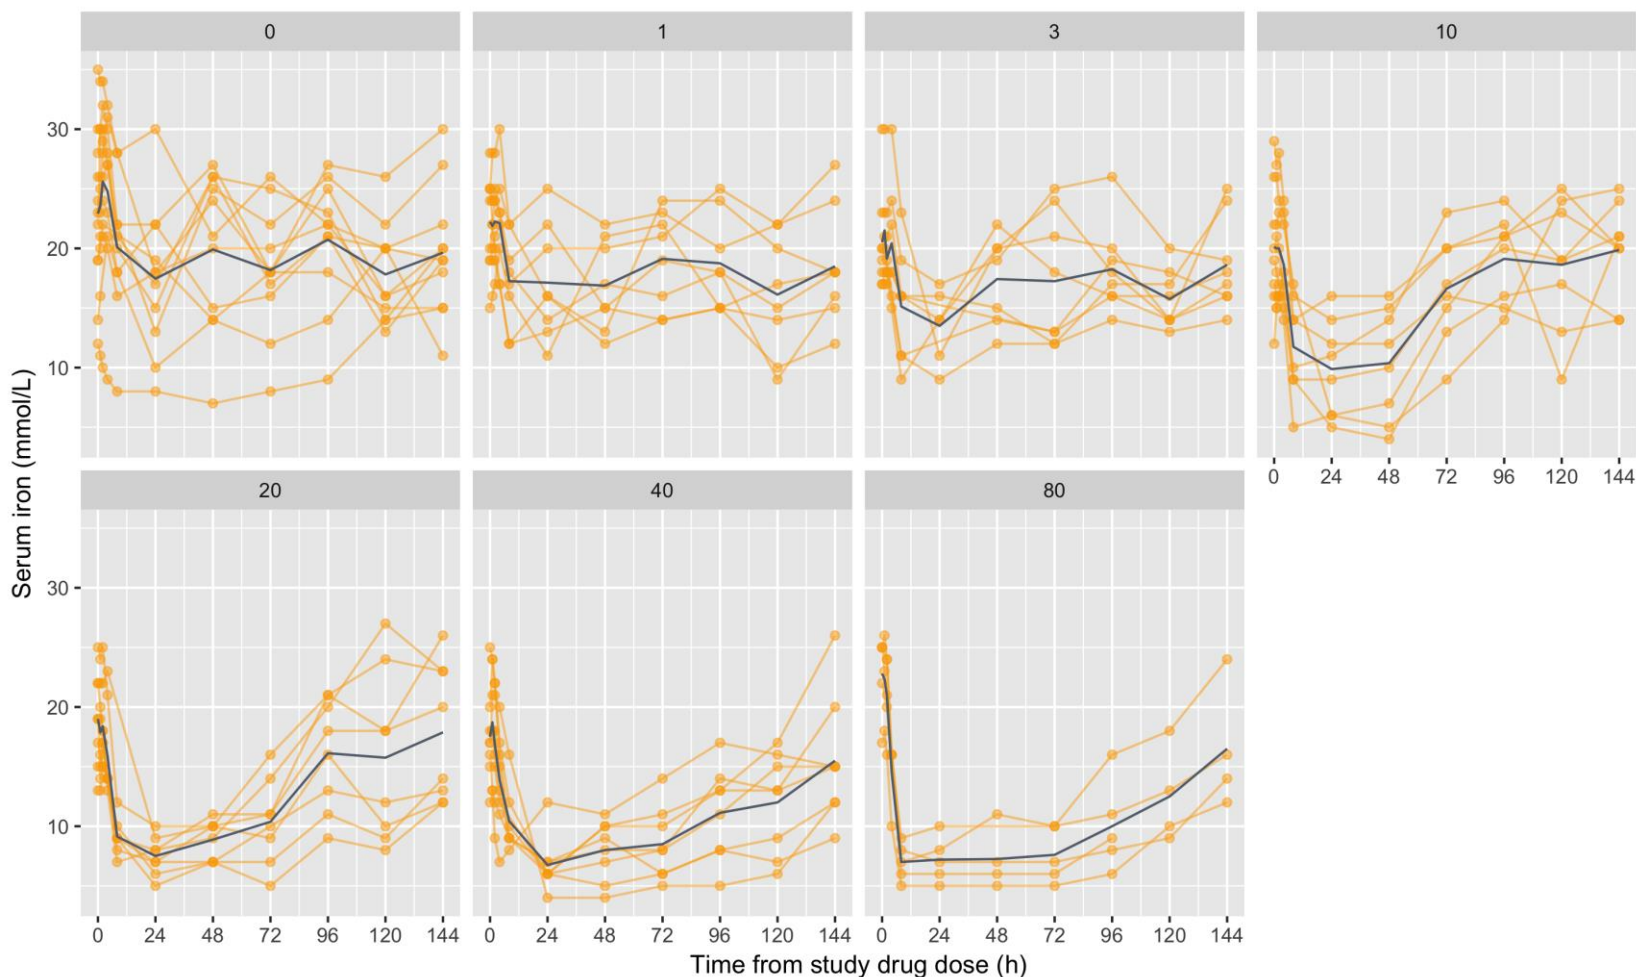 0 1 3 10
30
20
10
0 24 48 72 96 120 144
20 40 80
30
20
10
0 24 48 72 96 120 144 0 24 48 72 96 120 144 0 24 48 72 96 120 144
Serum iron (mmol/L)
Time from study drug dose (h)